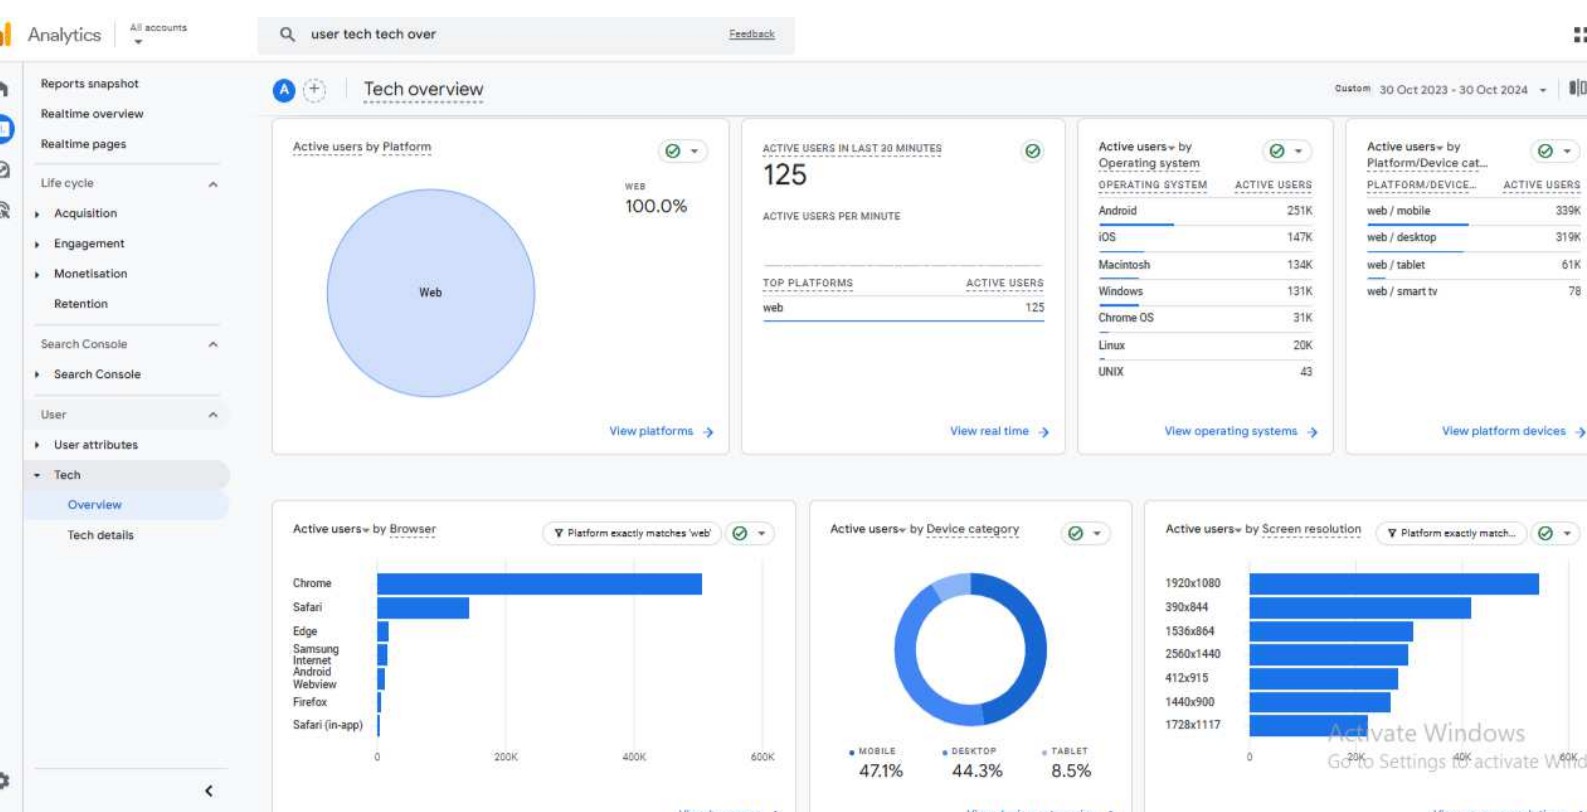 Analytics
All accounts
user tech tech over
Feedback
Reports snapshot
Realtime overview
Realtime pages
Life cycle
Acquisition
Engagement
Monetisation
Retention
Search Console
Search Console
User
User attributes
Tech
Overview
Tech details
A
Tech overview
Custom 30 Oct 2023 - 30 Oct 2024
Active users by Platform
WEB
100.0%
Web
View platforms
ACTIVE USERS IN LAST 30 MINUTES
125
ACTIVE USERS PER MINUTE
TOP PLATFORMS ACTIVE USERS
web 125
View real time
Active users by
Operating system
OPERATING SYSTEM ACTIVE USERS
Android 251K
iOS 147K
Macintosh 134K
Windows 131K
Chrome OS 31K
Linux 20K
UNIX 43
View operating systems
Active users by
Platform/Device cat...
PLATFORM/DEVICE... ACTIVE USERS
web / mobile 339K
web / desktop 319K
web / tablet 61K
web / smart tv 78
View platform devices
Active users by Browser
Platform exactly matches 'web'
Chrome
Safari
Edge
Samsung
Internet
Android
Webview
Firefox
Safari (in-app)
0 200K 400K 600K
Active users by Device category
MOBILE DESKTOP TABLET
47.1% 44.3% 8.5%
Active users by Screen resolution
Platform exactly match...
1920x1080
390x844
1536x864
2560x1440
412x915
1440x900
1728x1117
0 20K 40K 60K
Activate Windows
Go to Settings to activate Wind